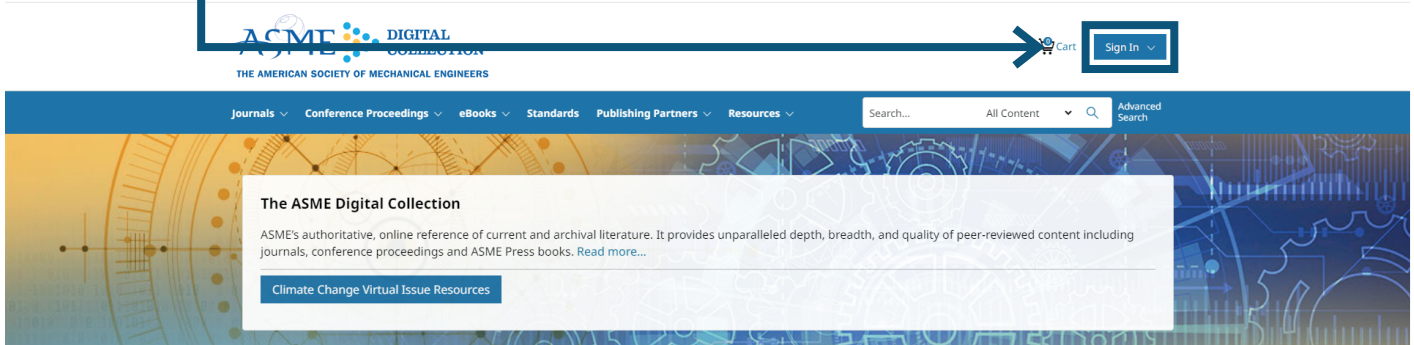 ASME DIGITAL
COLLECTION
THE AMERICAN SOCIETY OF MECHANICAL ENGINEERS
0 Cart
Sign In
Journals Conference Proceedings eBooks Standards Publishing Partners Resources
Search... All Content
Advanced
Search
The ASME Digital Collection
ASME's authoritative, online reference of current and archival literature. It provides unparalleled depth, breadth, and quality of peer-reviewed content including
journals, conference proceedings and ASME Press books. Read more...
Climate Change Virtual Issue Resources